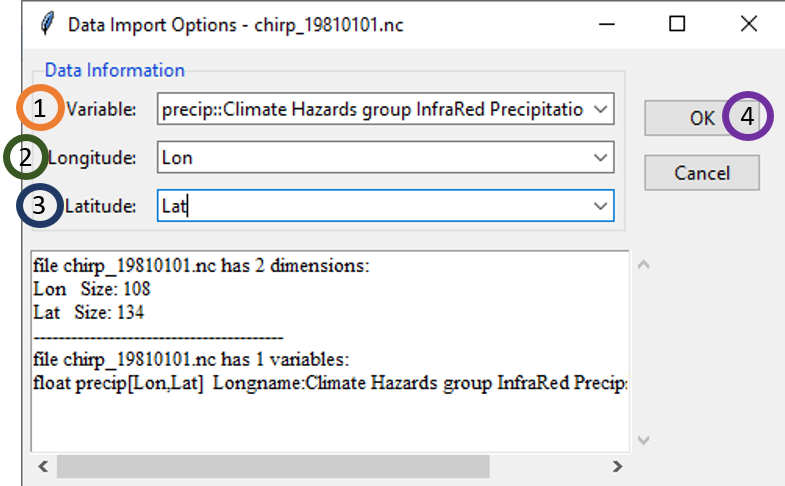 Data Import Options - chirp_19810101.nc
Data Information
1 Variable: precip::Climate Hazards group InfraRed Precipitatio
OK 4
2 Longitude: Lon
Cancel
3 Latitude: Lat
file chirp_19810101.nc has 2 dimensions:
Lon Size: 108
Lat Size: 134
----------------------------------------
file chirp_19810101.nc has 1 variables:
float precip[Lon,Lat] Longname:Climate Hazards group InfraRed Precip